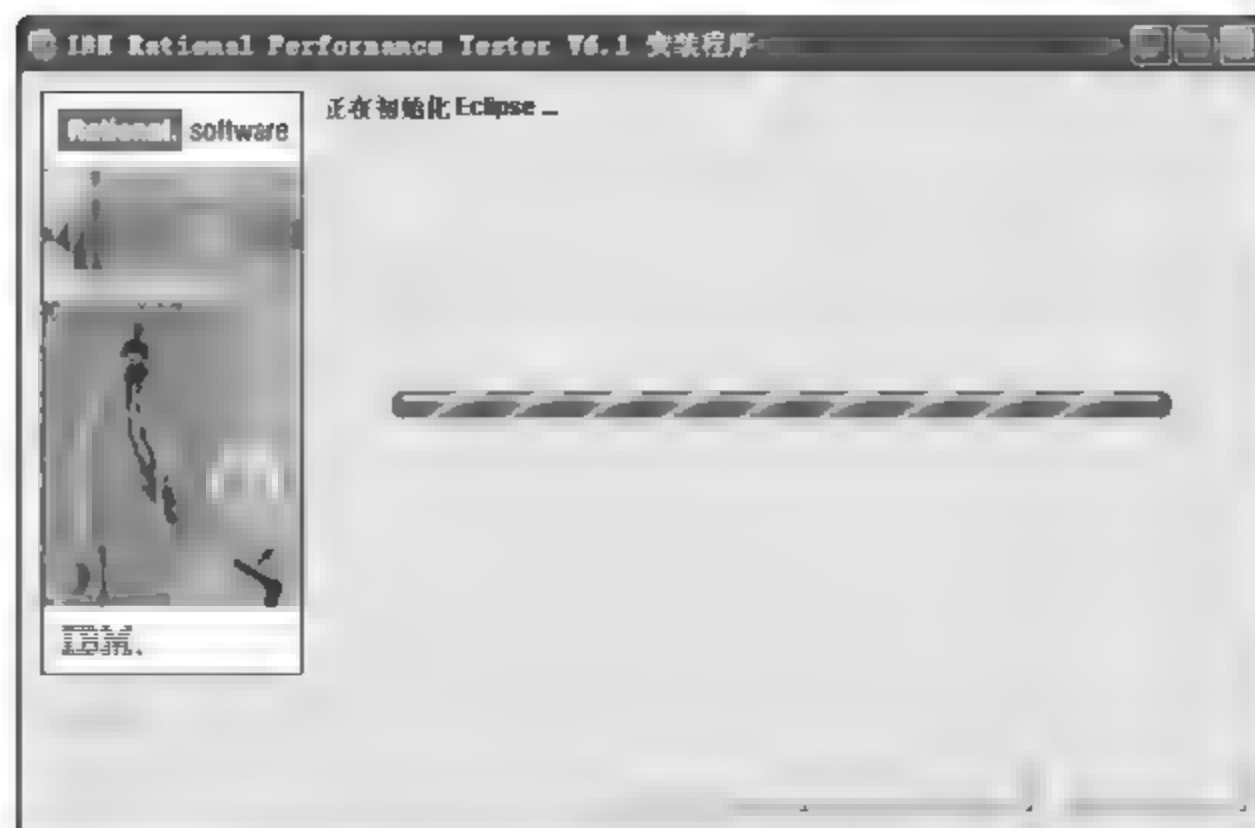 IBM Rational Performance Tester V6.1 安装程序
Rational. software
正在初始化 Eclipse ...
IBM.